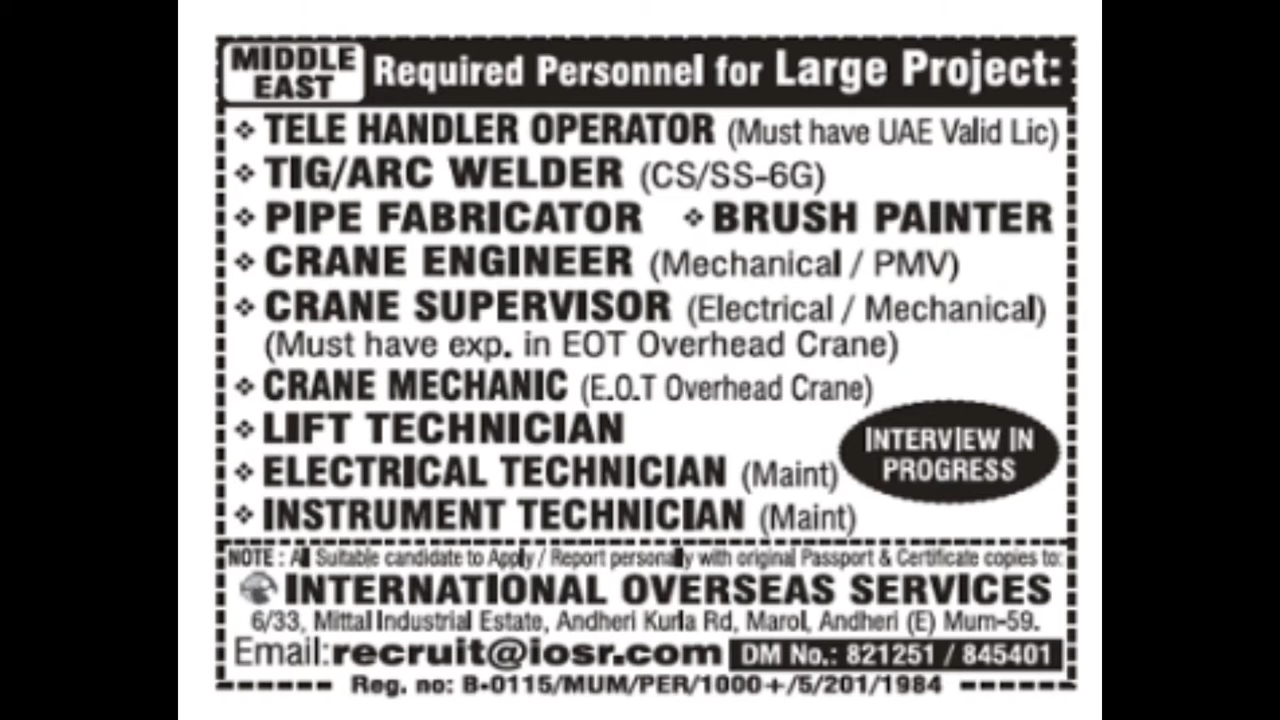 MIDDLE EAST
Required Personnel for Large Project:
❖ TELE HANDLER OPERATOR (Must have UAE Valid Lic)
❖ TIG/ARC WELDER (CS/SS-6G)
❖ PIPE FABRICATOR ❖ BRUSH PAINTER
❖ CRANE ENGINEER (Mechanical / PMV)
❖ CRANE SUPERVISOR (Electrical / Mechanical)
(Must have exp. in EOT Overhead Crane)
❖ CRANE MECHANIC (E.O.T Overhead Crane)
❖ LIFT TECHNICIAN
❖ ELECTRICAL TECHNICIAN (Maint)
❖ INSTRUMENT TECHNICIAN (Maint)
INTERVIEW IN
PROGRESS
NOTE : All Suitable candidate to Apply / Report personally with original Passport & Certificate copies to:
INTERNATIONAL OVERSEAS SERVICES
6/33, Mittal Industrial Estate, Andheri Kurla Rd, Marol, Andheri (E) Mum-59.
Email:recruit@iosr.com DM No.: 821251 / 845401
Reg. no: B-0115/MUM/PER/1000+/5/201/1984